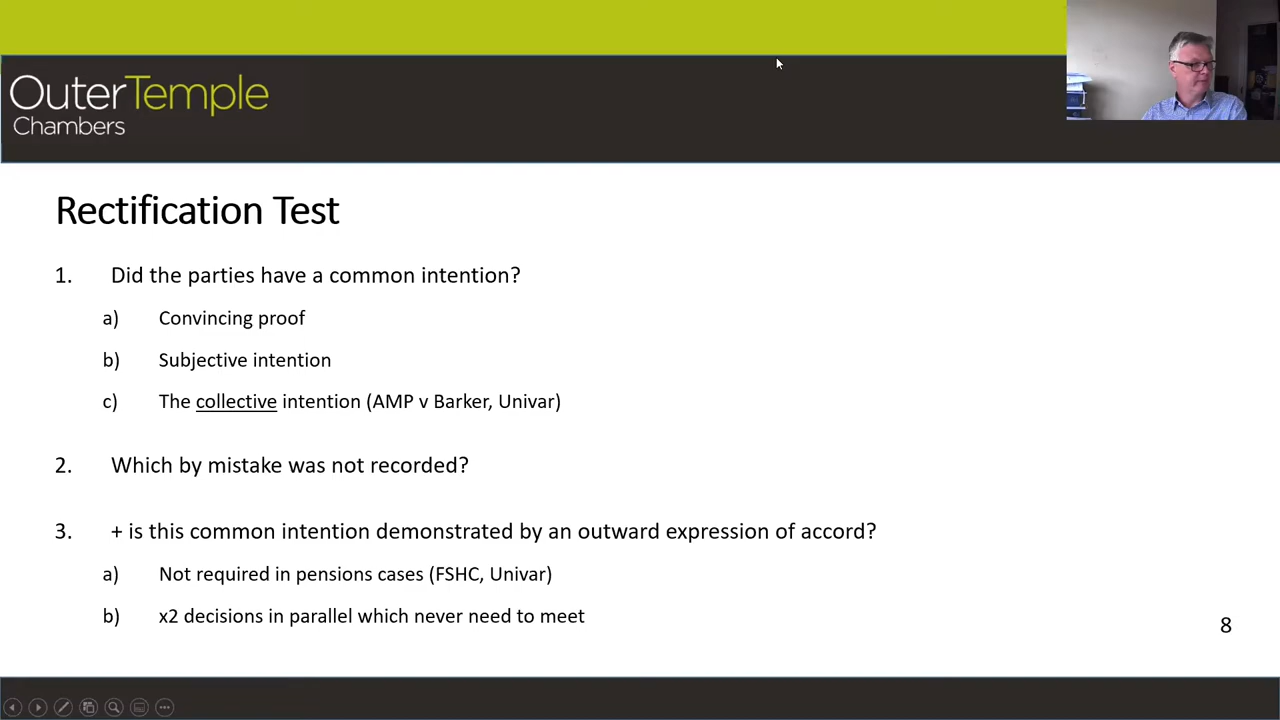 OuterTemple
Chambers
Rectification Test
1. Did the parties have a common intention?
a) Convincing proof
b) Subjective intention
c) The collective intention (AMP v Barker, Univar)
2. Which by mistake was not recorded?
3. + is this common intention demonstrated by an outward expression of accord?
a) Not required in pensions cases (FSHC, Univar)
b) x2 decisions in parallel which never need to meet
8